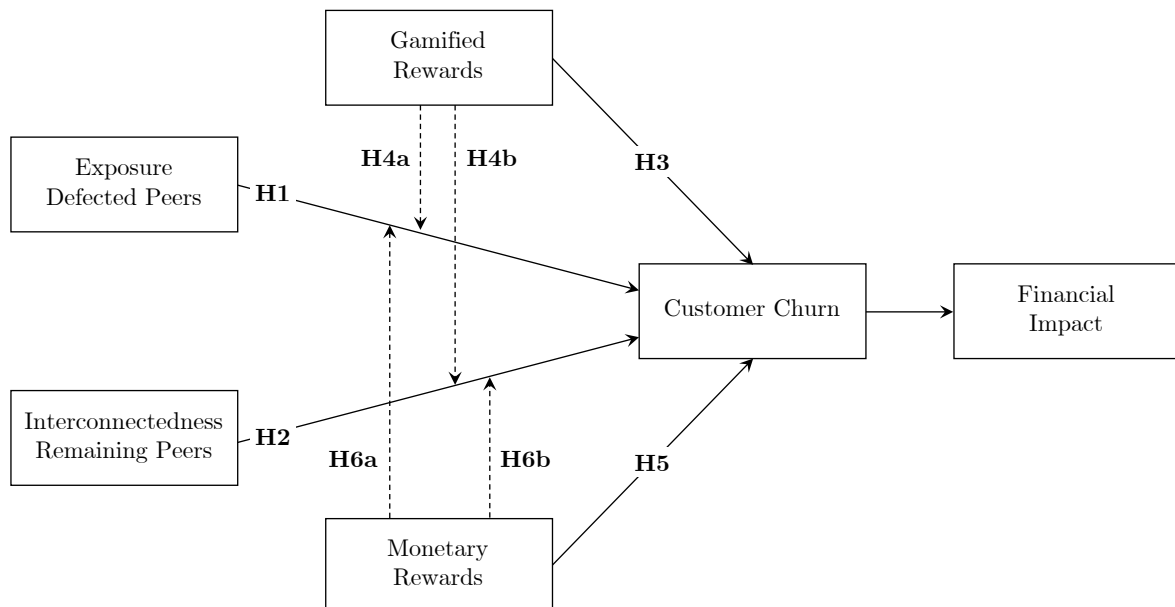 Gamified
Rewards
H4a
H4b
H3
Exposure
Defected Peers
H1
Customer Churn
Financial
Impact
Interconnectedness
Remaining Peers
H2
H6a
H6b
H5
Monetary
Rewards